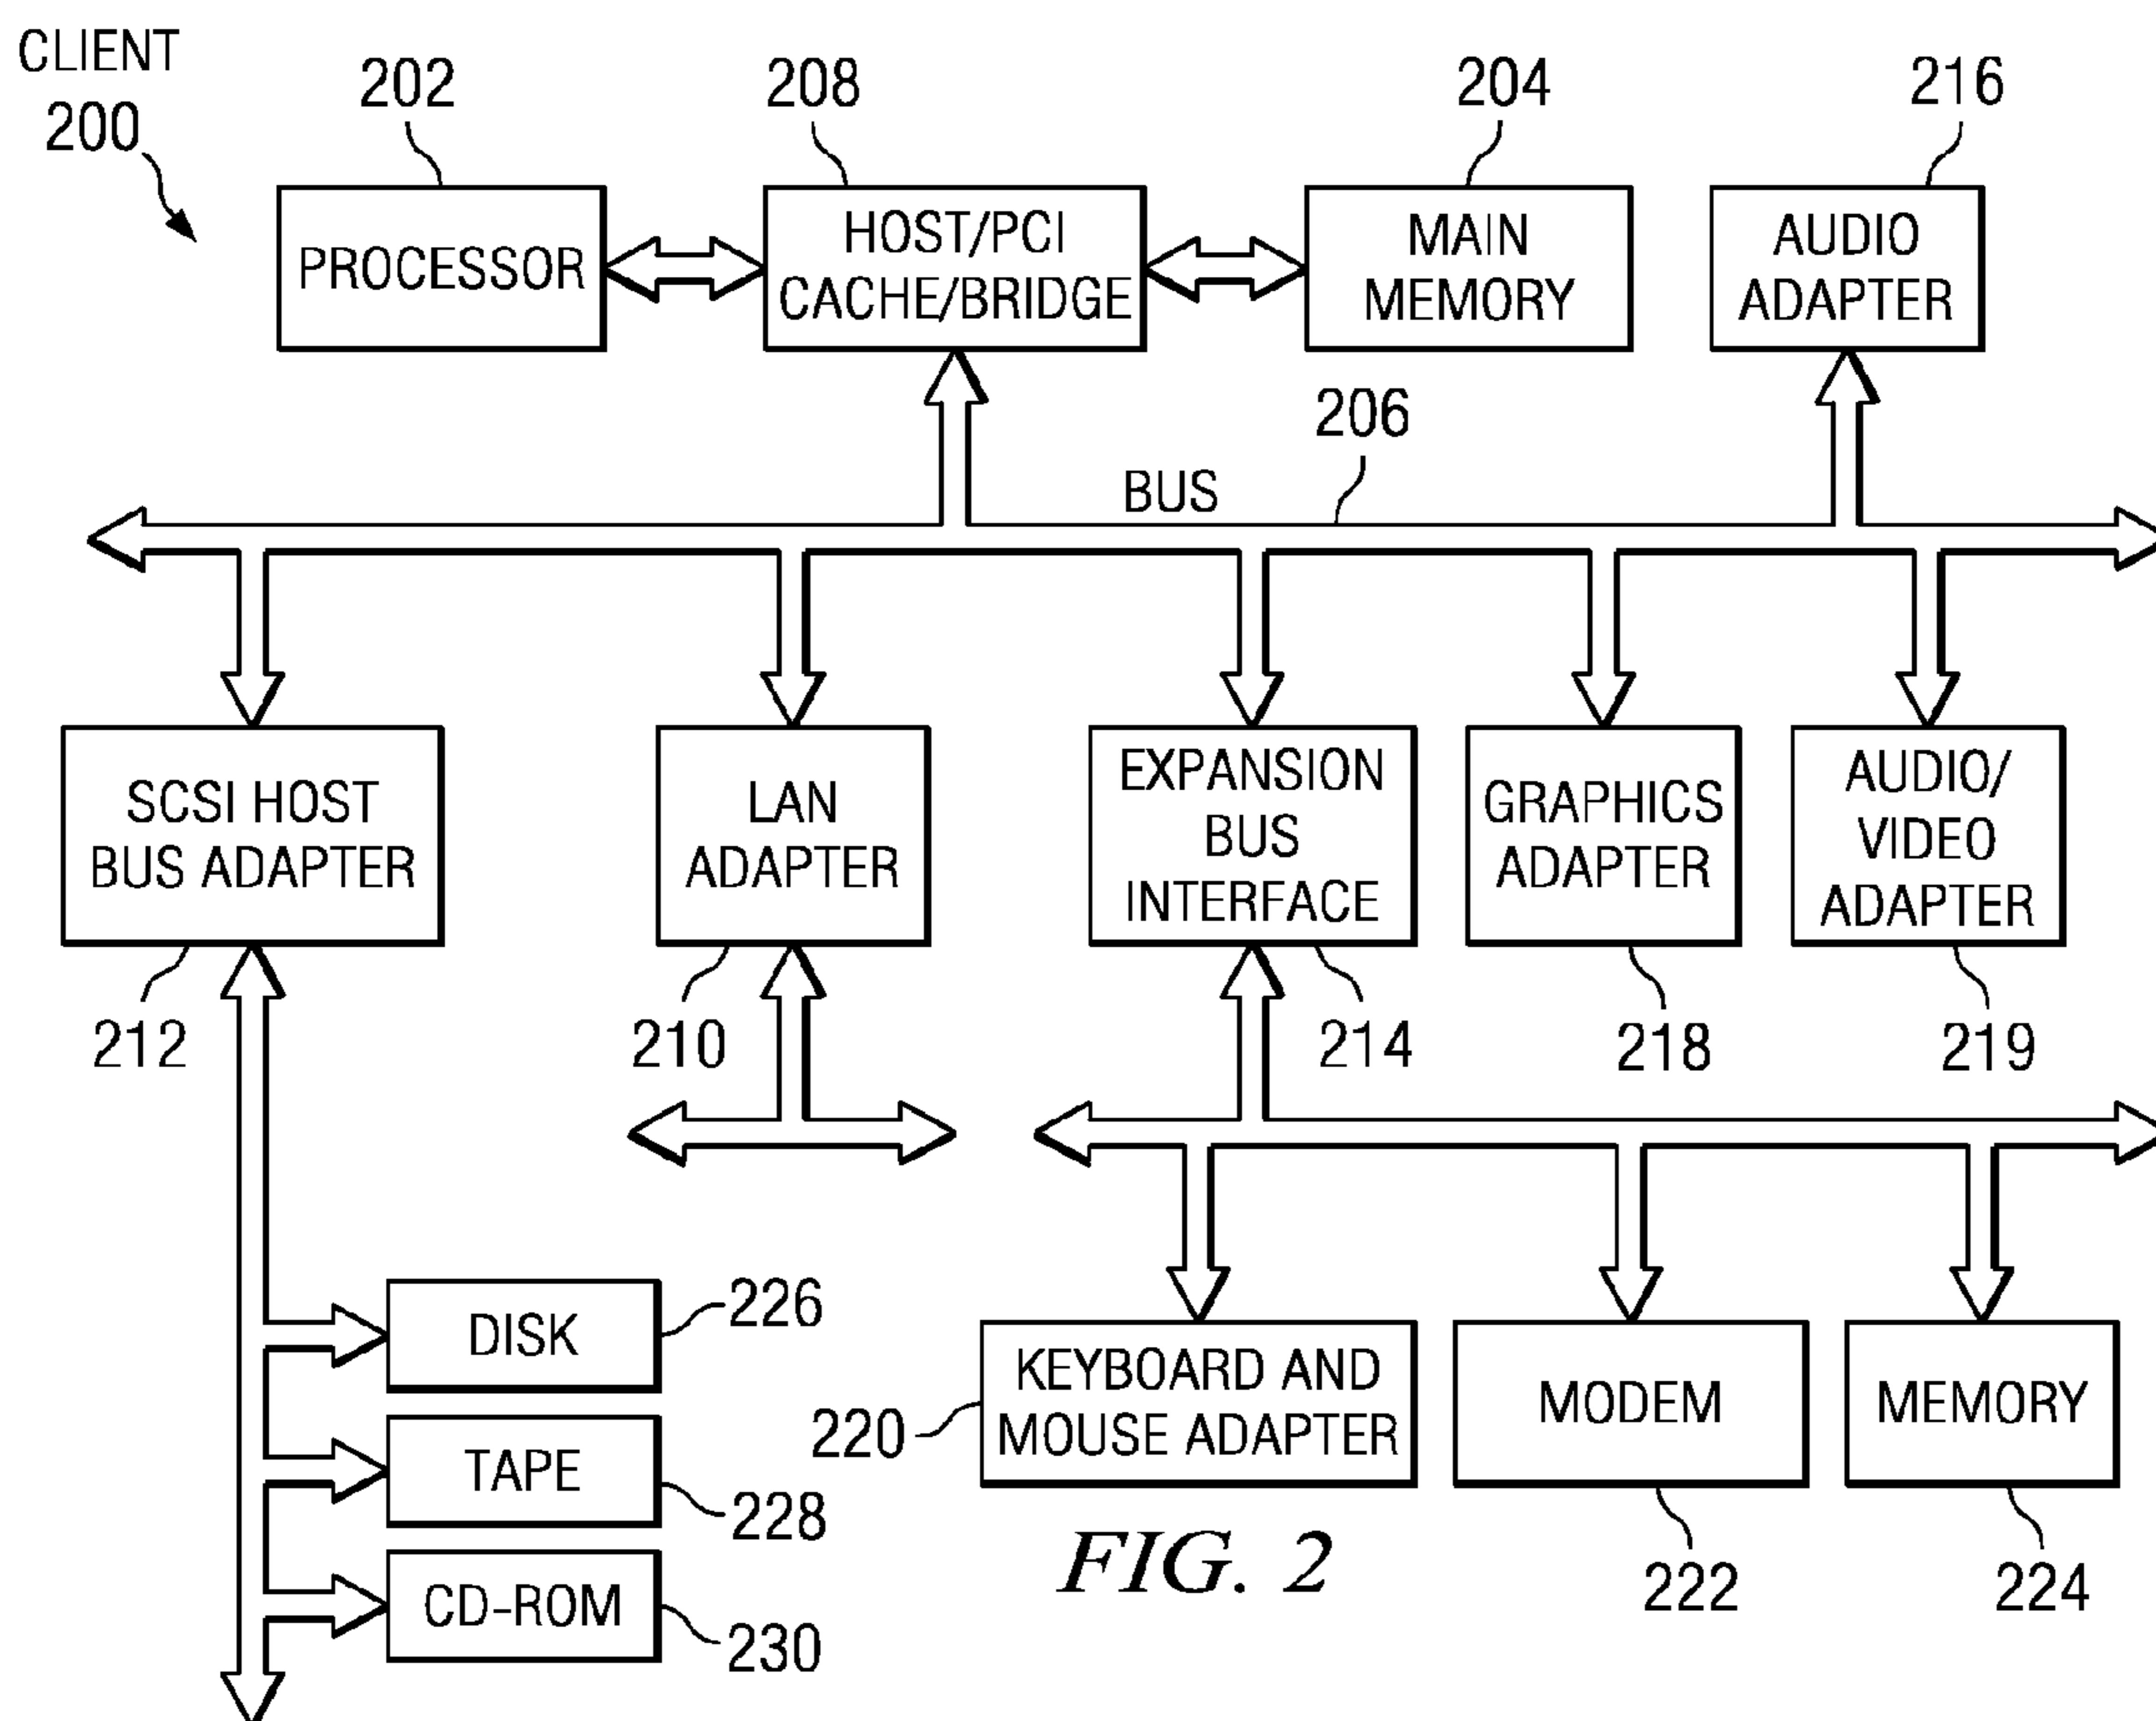 CLIENT
200
202
208
204
216
PROCESSOR
HOST/PCI
CACHE/BRIDGE
MAIN
MEMORY
AUDIO
ADAPTER
206
BUS
SCSI HOST
BUS ADAPTER
LAN
ADAPTER
EXPANSION
BUS
INTERFACE
GRAPHICS
ADAPTER
AUDIO/
VIDEO
ADAPTER
212
210
214
218
219
DISK
226
TAPE
228
CD-ROM
230
220
KEYBOARD AND
MOUSE ADAPTER
MODEM
MEMORY
222
224
FIG. 2